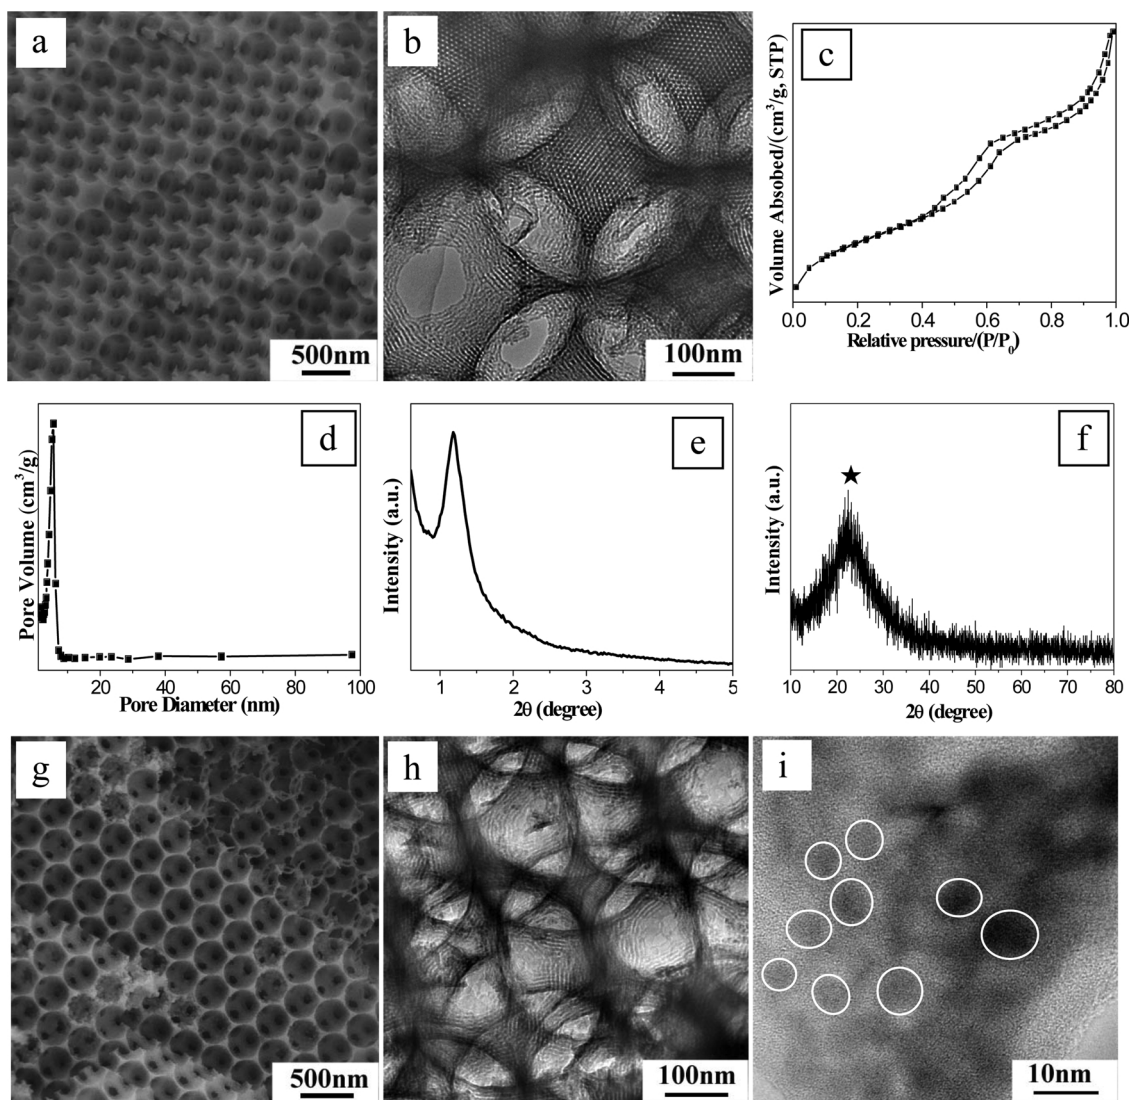 a
500nm
b
100nm
c
Volume Absobed/(cm³/g, STP)
0.0 0.2 0.4 0.6 0.8 1.0
Relative pressure/(P/P₀)
d
Pore Volume (cm³/g)
20 40 60 80 100
Pore Diameter (nm)
e
Intensity (a.u.)
1 2 3 4 5
2θ (degree)
f
★
Intensity (a.u.)
10 20 30 40 50 60 70 80
2θ (degree)
g
500nm
h
100nm
i
10nm